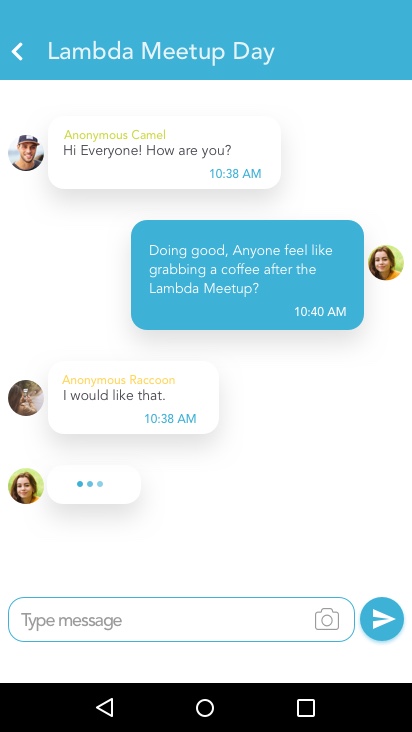 Lambda Meetup Day
Anonymous Camel
Hi Everyone! How are you?
10:38 AM
Doing good, Anyone feel like
grabbing a coffee after the
Lambda Meetup?
10:40 AM
Anonymous Raccoon
I would like that.
10:38 AM
Type message